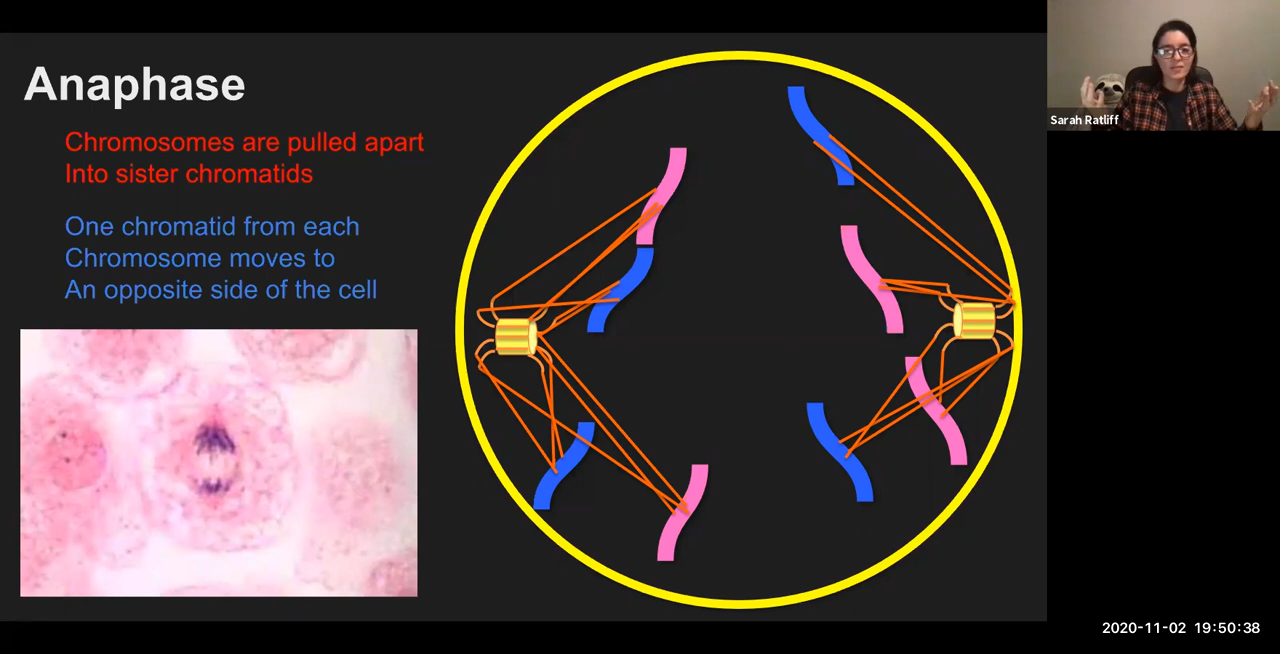 Anaphase
Chromosomes are pulled apart
Into sister chromatids
One chromatid from each
Chromosome moves to
An opposite side of the cell
Sarah Ratliff
2020-11-02 19:50:38